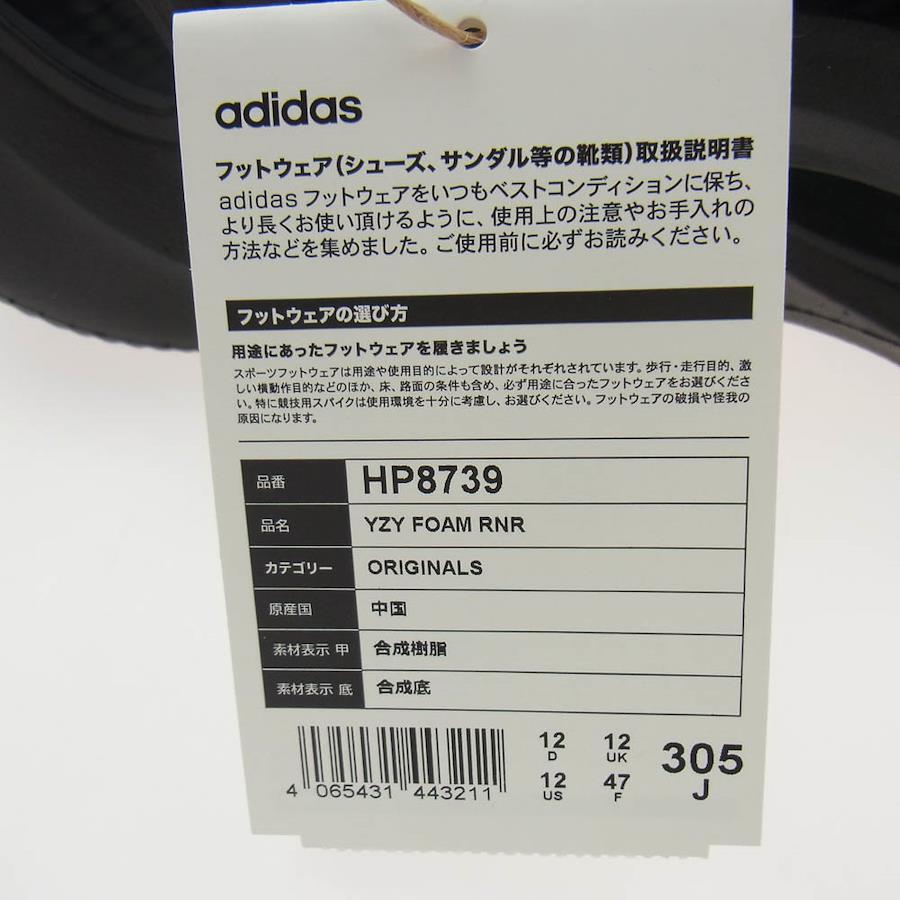 adidas
フットウェア(シューズ、サンダル等の靴類)取扱説明書
adidas フットウェアをいつもベストコンディションに保ち、
より長くお使い頂けるように、使用上の注意やお手入れの
方法などを集めました。ご使用前に必ずお読みください。
フットウェアの選び方
用途にあったフットウェアを履きましょう
スポーツフットウェアは用途や使用目的によって設計がそれぞれされています。歩行・走行目的、激
しい横動作目的などのほか、床、路面の条件も含め、必ず用途に合ったフットウェアをお選びくださ
い。特に競技用スパイクは使用環境を十分に考慮し、お選びください。フットウェアの破損や怪我の
原因になります。
品番 HP8739
品名 YZY FOAM RNR
カテゴリー ORIGINALS
原産国 中国
素材表示 甲 合成樹脂
素材表示 底 合成底
4 065431 443211
12 D 12 UK
12 US 47 F
305 J